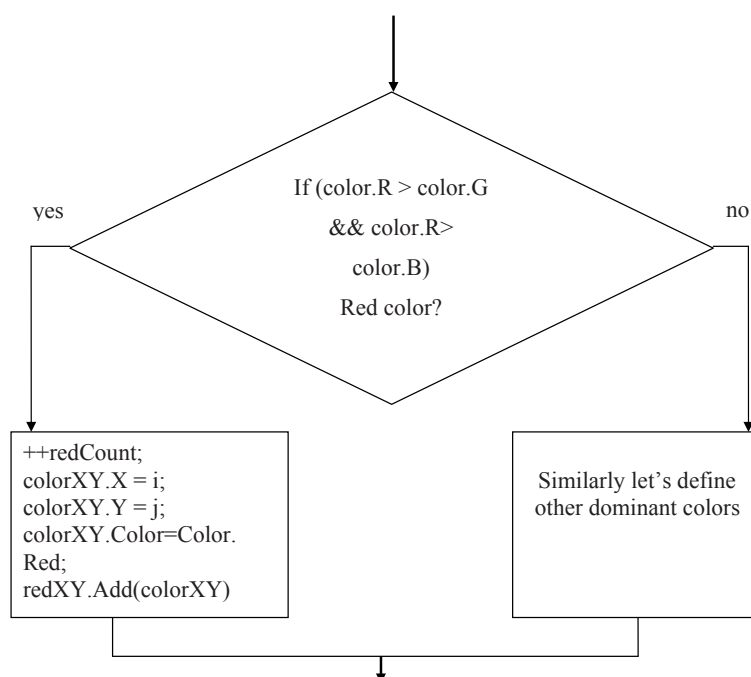 If (color.R > color.G
&& color.R>
color.B)
Red color?
yes
no
++redCount;
colorXY.X = i;
colorXY.Y = j;
colorXY.Color=Color.
Red;
redXY.Add(colorXY)
Similarly let’s define
other dominant colors